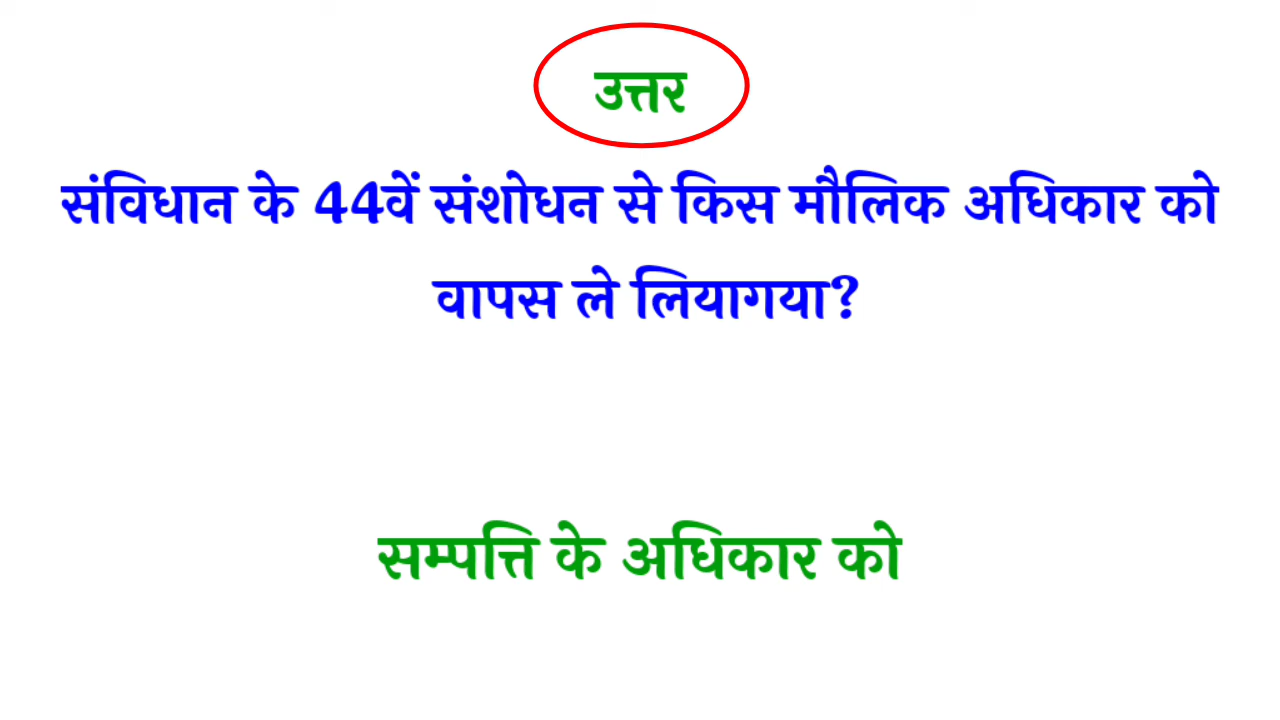 उत्तर
संविधान के 44वें संशोधन से किस मौलिक अधिकार को
वापस ले लियागया?
सम्पत्ति के अधिकार को